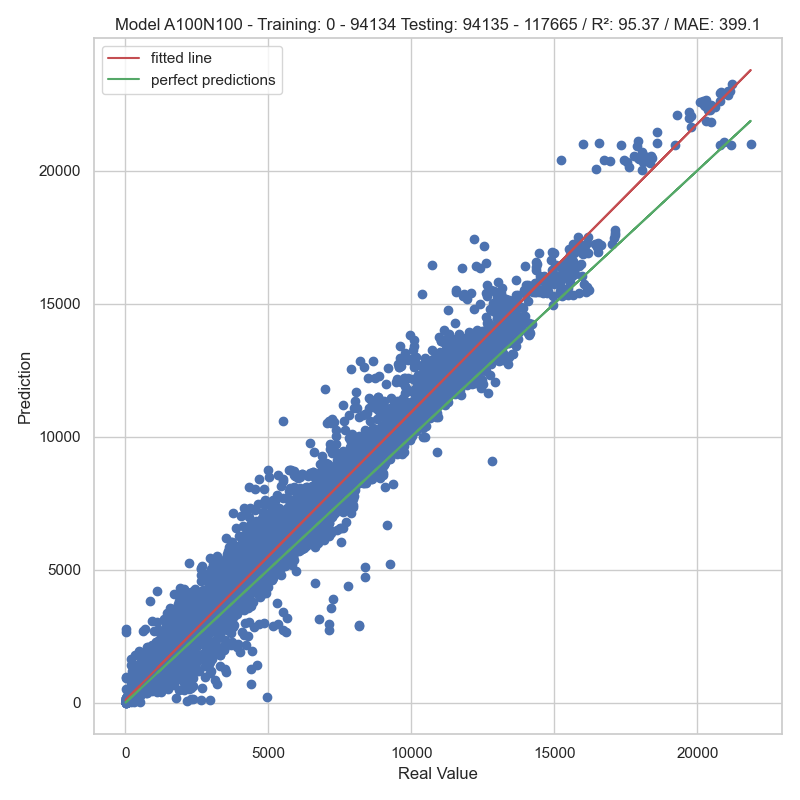 Model A100N100 - Training: 0 - 94134 Testing: 94135 - 117665 / R²: 95.37 / MAE: 399.1
fitted line
perfect predictions
20000
15000
10000
5000
0
Prediction
0 5000 10000 15000 20000
Real Value